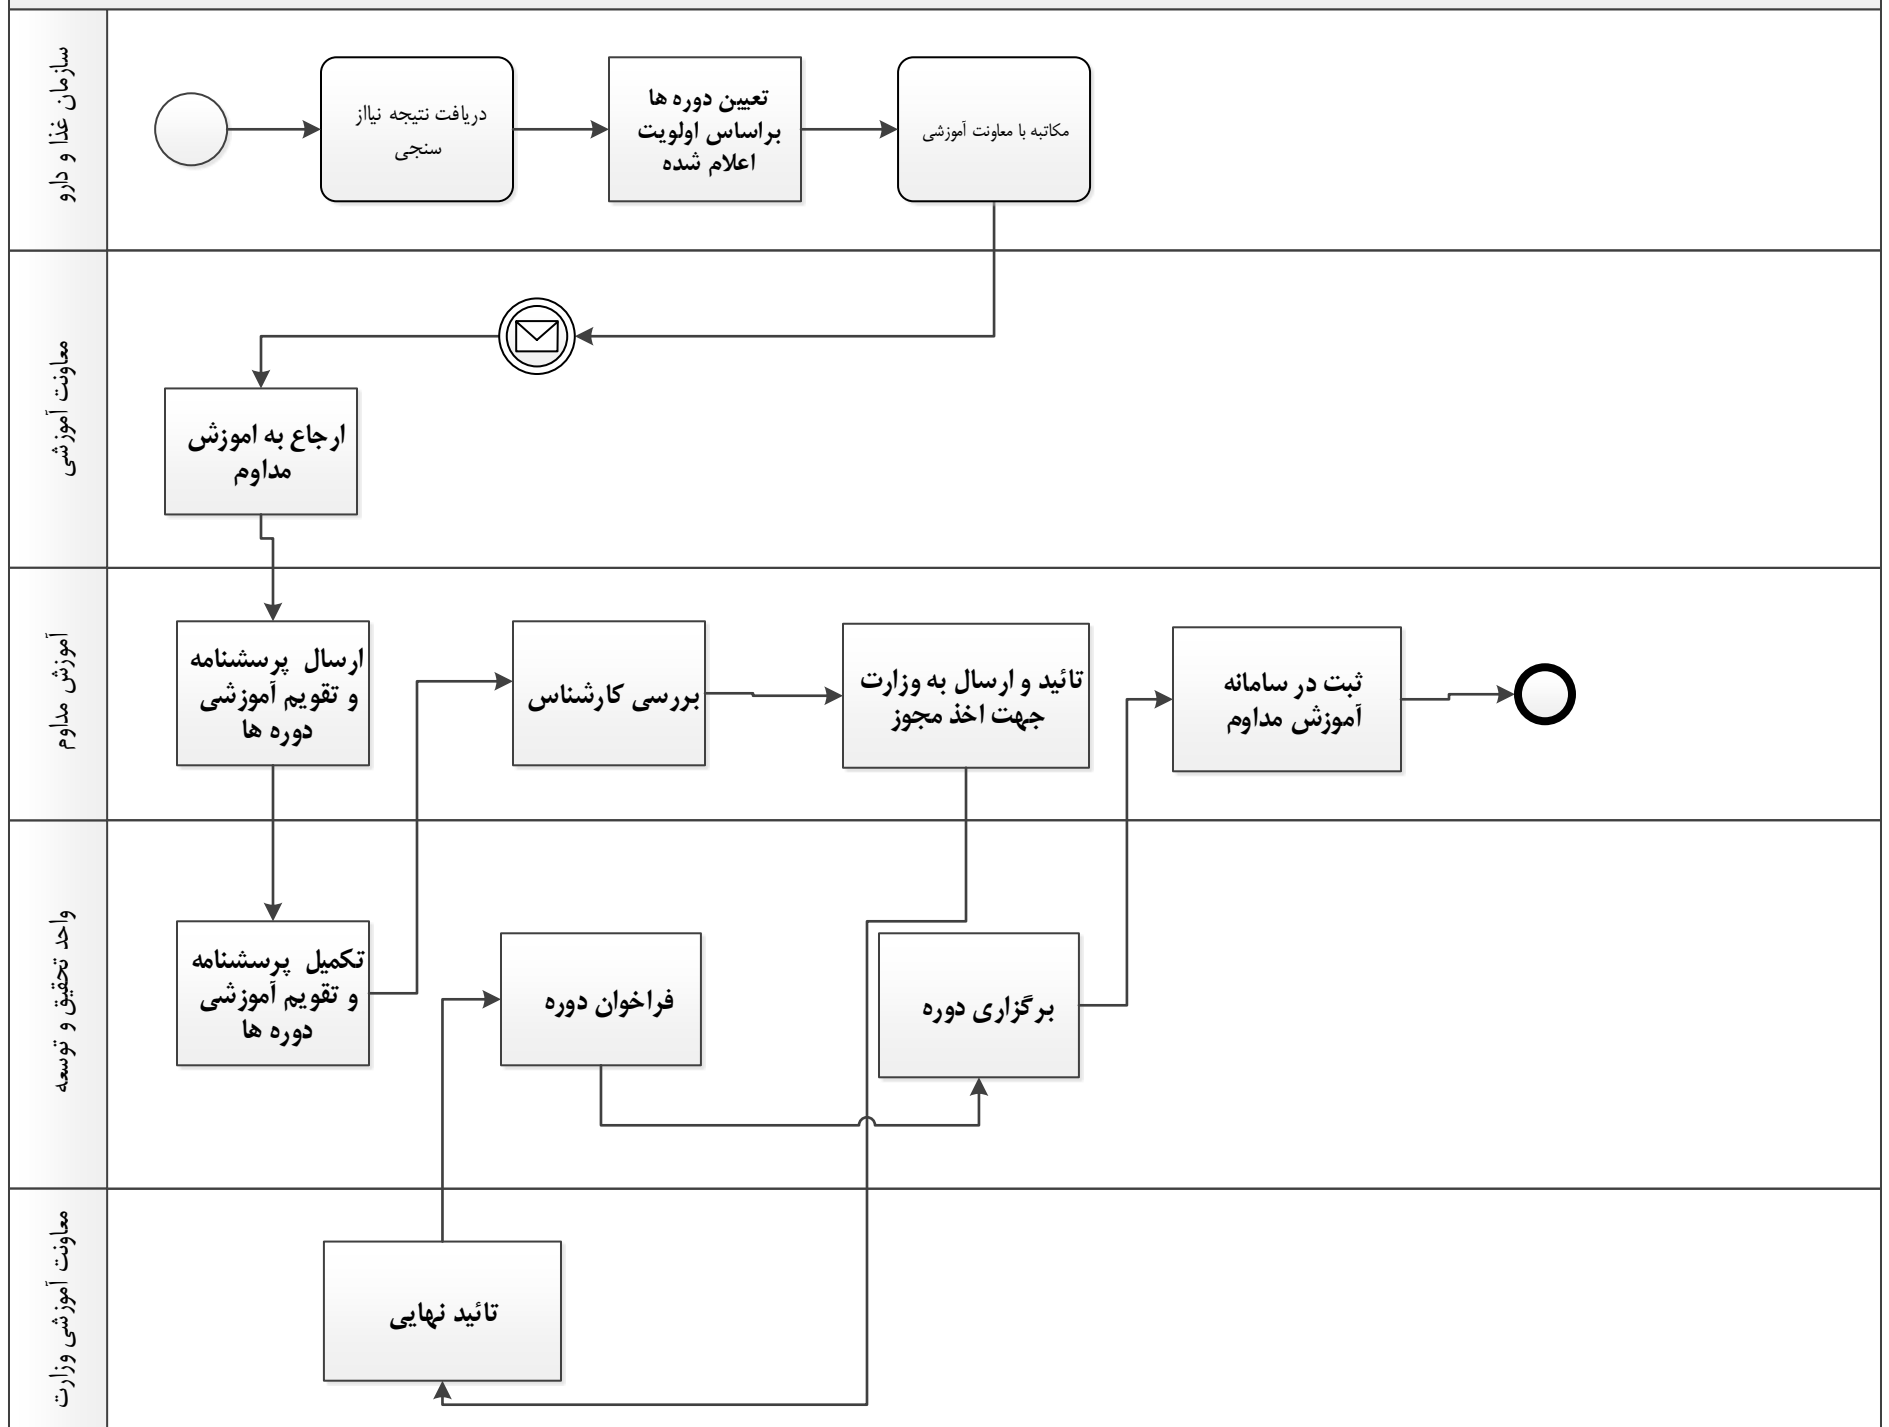 سازمان غذا و دارو
دریافت نتیجه نیااز
سنجی
تعیین دوره ها
براساس اولویت
اعلام شده
مکاتبه با معاونت آموزشی
معاونت آموزشی
ارجاع به اموزش
مداوم
آموزش مداوم
ارسال پرسشنامه
و تقویم آموزشی
دوره ها
بررسی کارشناس
تائید و ارسال به وزارت
جهت اخذ مجوز
ثبت در سامانه
آموزش مداوم
واحد تحقیق و توسعه
تکمیل پرسشنامه
و تقویم آموزشی
دوره ها
فراخوان دوره
برگزاری دوره
معاونت آموزشی وزارت
تائید نهایی